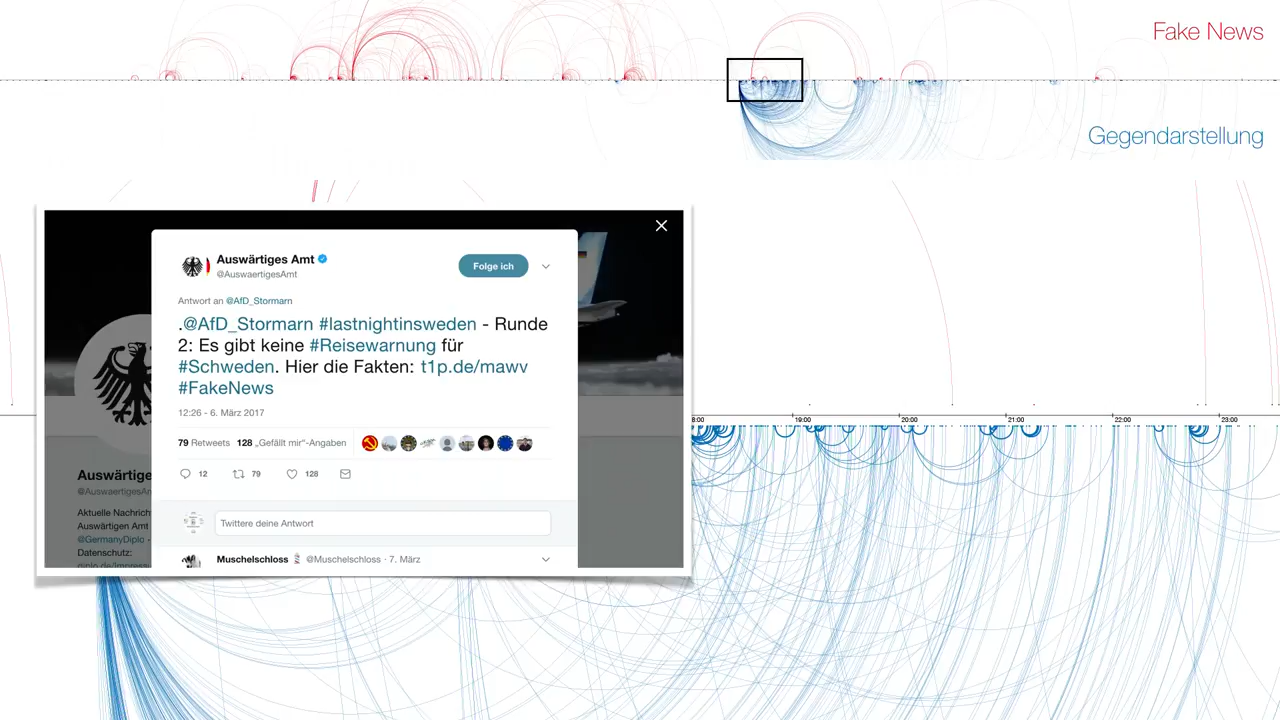 Fake News
Gegendarstellung
Auswärtiges Amt
@AuswaertigesAmt
Folge ich
Antwort an @AfD_Stormarn
.@AfD_Stormarn #lastnightinsweden - Runde
2: Es gibt keine #Reisewarnung für
#Schweden. Hier die Fakten: t1p.de/mawv
#FakeNews
12:26 - 6. März 2017
79 Retweets 128 „Gefällt mir“-Angaben
12 79 128
Twittere deine Antwort
Muschelschloss @Muschelschloss · 7. März
Auswärtiges
@AuswaertigesAm
Aktuelle Nachrich
Auswärtigen Amt
@GermanyDiplo ·
Datenschutz:
8:00 19:00 20:00 21:00 22:00 23:00